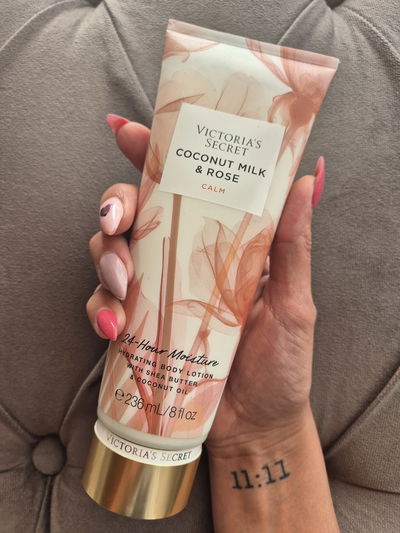 VICTORIA'S
SECRET
COCONUT MILK
& ROSE
CALM
24-Hour Moisture
HYDRATING BODY LOTION
WITH SHEA BUTTER
& COCONUT OIL
℮ 236 mL/8 fl oz
VICTORIA'S SECRET
11:11